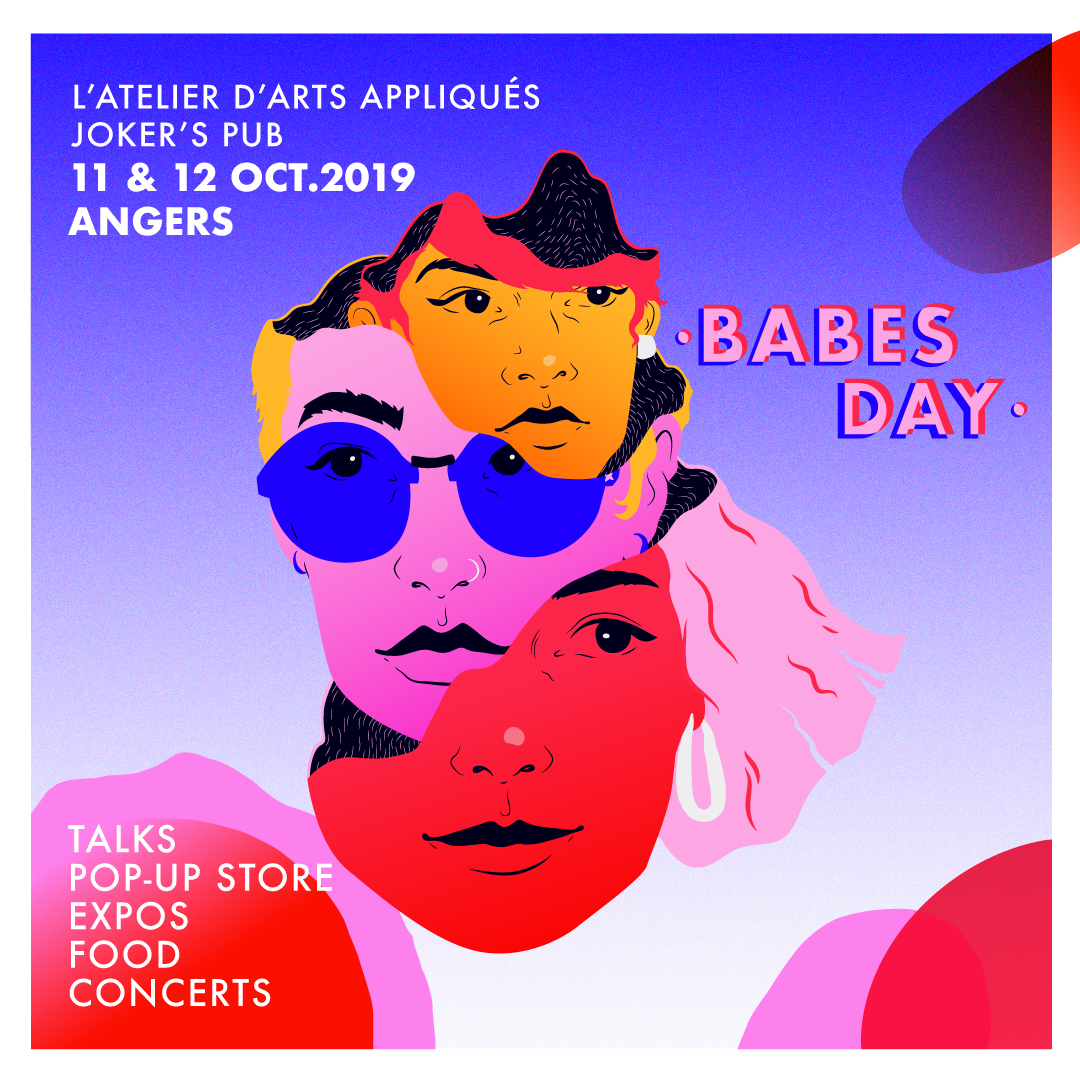 L'ATELIER D'ARTS APPLIQUÉS
JOKER'S PUB
11 & 12 OCT.2019
ANGERS
·BABES
DAY·
TALKS
POP-UP STORE
EXPOS
FOOD
CONCERTS